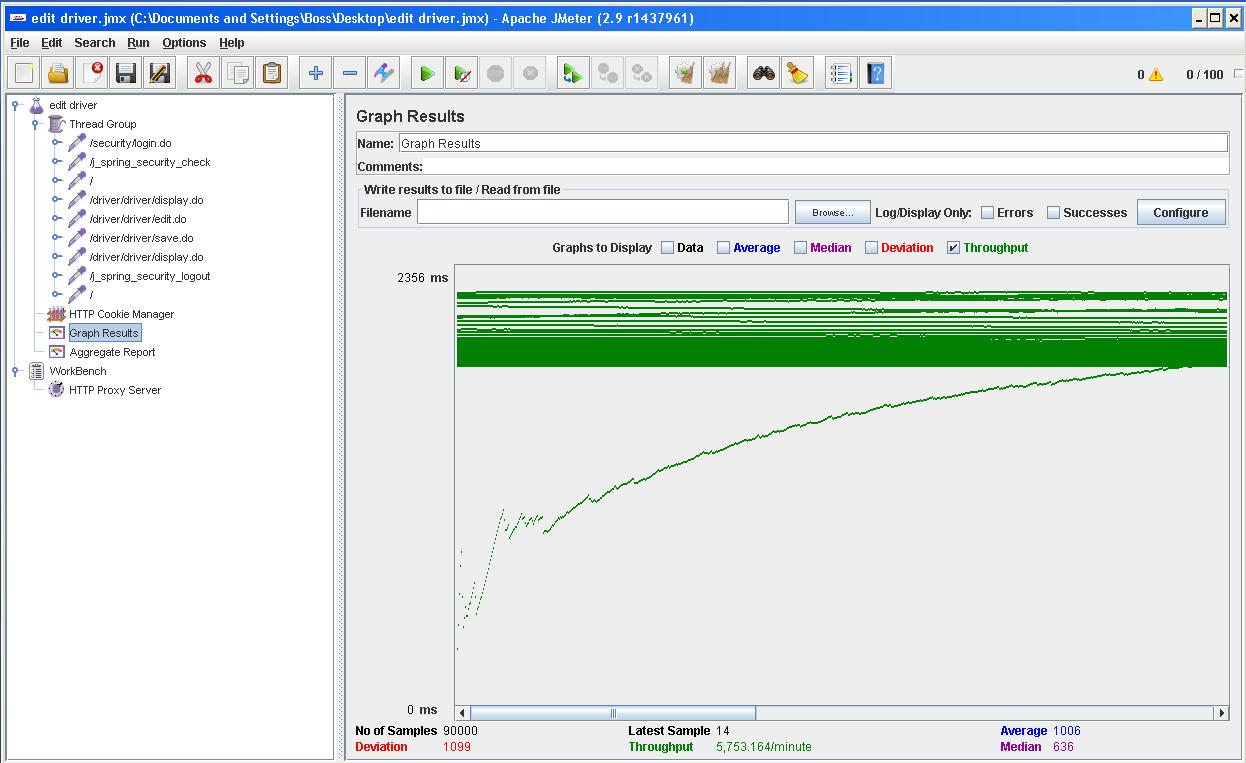 edit driver.jmx (C:\Documents and Settings\Boss\Desktop\edit driver.jmx) - Apache JMeter (2.9 r1437961)
File Edit Search Run Options Help
0 0 / 100
edit driver
Thread Group
/security/login.do
/j_spring_security_check
/
/driver/driver/display.do
/driver/driver/edit.do
/driver/driver/save.do
/driver/driver/display.do
/j_spring_security_logout
/
HTTP Cookie Manager
Graph Results
Aggregate Report
WorkBench
HTTP Proxy Server
Graph Results
Name: Graph Results
Comments:
Write results to file / Read from file
Filename Browse... Log/Display Only: Errors Successes Configure
Graphs to Display Data Average Median Deviation Throughput
2356 ms
0 ms
No of Samples 90000 Latest Sample 14 Average 1006
Deviation 1099 Throughput 5,753.164/minute Median 636